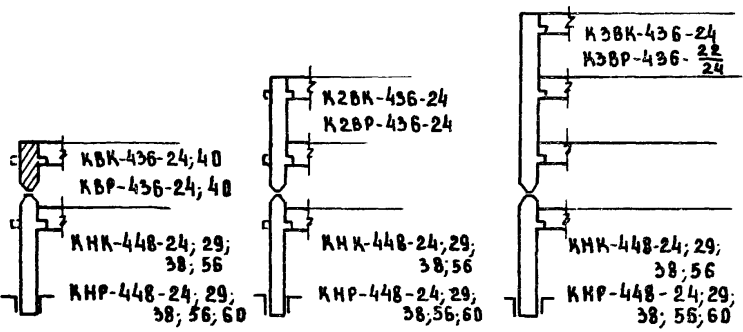 КВК-436-24; 40
КВР-436-24; 40
КНК-448-24; 29;
38; 56
КНР-448-24; 29;
38; 56; 60
К2ВК-436-24
К2ВР-436-24
КНК-448-24; 29;
38; 56
КНР-448-24; 29;
38; 56; 60
К3ВК-436-24
К3ВР-436-22/24
КНК-448-24; 29;
38; 56
КНР-448-24; 29;
38; 56; 60